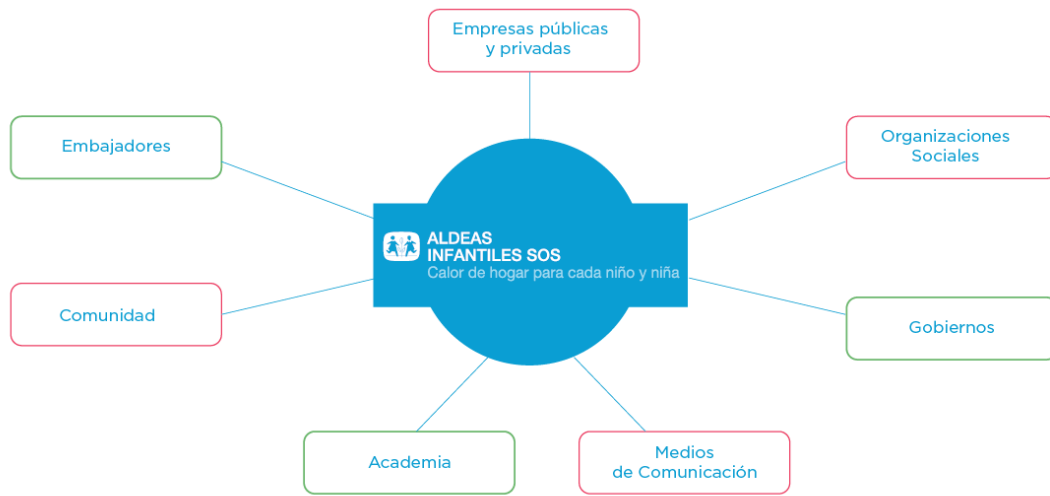 Empresas públicas
y privadas
Embajadores
Organizaciones
Sociales
ALDEAS
INFANTILES SOS
Calor de hogar para cada niño y niña
Comunidad
Gobiernos
Academia
Medios
de Comunicación